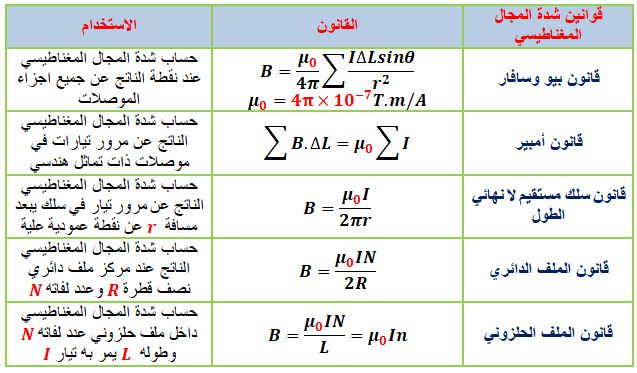 قوانين شدة المجال المغناطيسي
القانون
الاستخدام
قانون بيو وسافار
B = μ₀/4π ∑ IΔLsinθ/r²
μ₀ = 4π × 10⁻⁷T.m/A
حساب شدة المجال المغناطيسي
عند نقطة الناتج عن جميع اجزاء
الموصلات
قانون أمبير
∑ B.ΔL = μ₀ ∑ I
حساب شدة المجال المغناطيسي
الناتج عن مرور تيارات في
موصلات ذات تماثل هندسي
قانون سلك مستقيم لا نهائي
الطول
B = μ₀I/2πr
حساب شدة المجال المغناطيسي
الناتج عن مرور تيار في سلك يبعد
مسافة r عن نقطة عمودية علية
قانون الملف الدائري
B = μ₀IN/2R
حساب شدة المجال المغناطيسي
الناتج عند مركز ملف دائري
نصف قطرة R وعدد لفاته N
قانون الملف الحلزوني
B = μ₀IN/L = μ₀In
حساب شدة المجال المغناطيسي
داخل ملف حلزوني عدد لفاته N
وطوله L يمر به تيار I